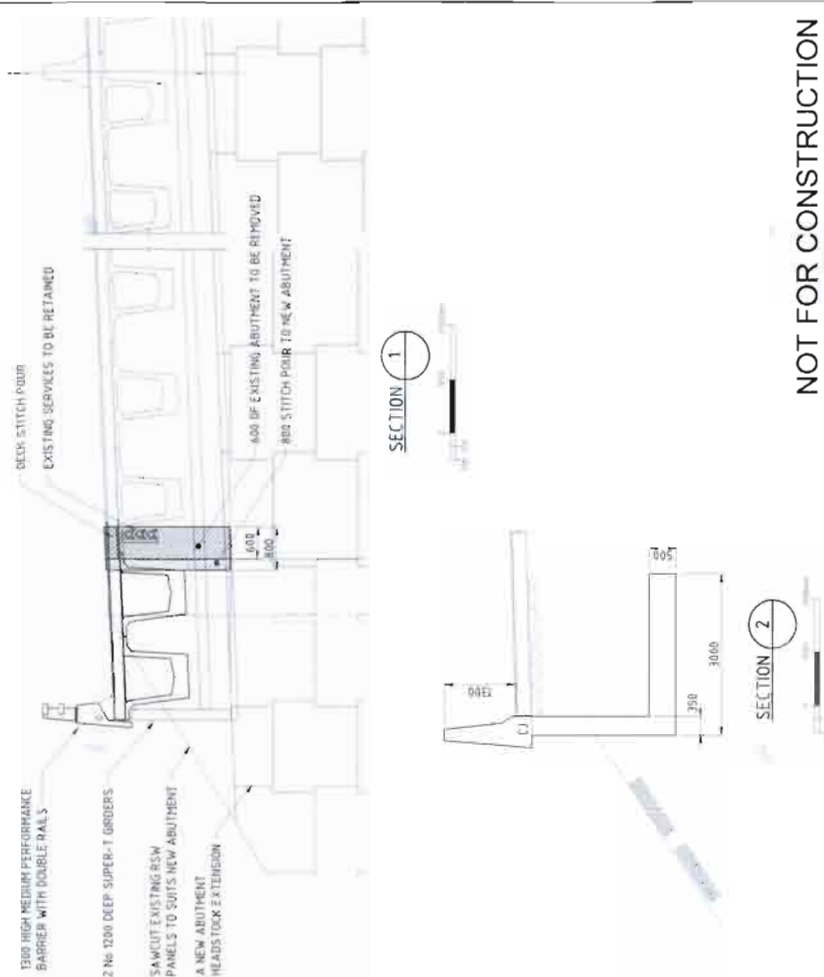 DECK STITCH POUR
EXISTING SERVICES TO BE RETAINED
1300 HIGH MEDIUM PERFORMANCE
BARRIER WITH DOUBLE RAILS
2 No 1200 DEEP SUPER-T GIRDERS
SAWCUT EXISTING RSW
PANELS TO SUITS NEW ABUTMENT
A NEW ABUTMENT
HEADSTOCK EXTENSION
600 OF EXISTING ABUTMENT TO BE REMOVED
800 STITCH POUR TO NEW ABUTMENT
600
800
SECTION 1
1300
CJ
500
350
3000
SECTION 2
NOT FOR CONSTRUCTION